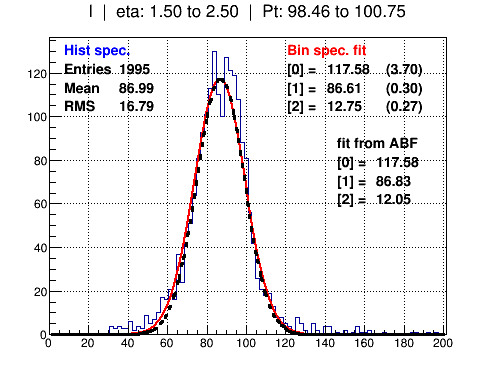 I | eta: 1.50 to 2.50 | Pt: 98.46 to 100.75
Hist spec.
Entries 1995
Mean 86.99
RMS 16.79
Bin spec. fit
[0] = 117.58 (3.70)
[1] = 86.61 (0.30)
[2] = 12.75 (0.27)
fit from ABF
[0] = 117.58
[1] = 86.83
[2] = 12.05
120
100
80
60
40
20
0
0 20 40 60 80 100 120 140 160 180 200